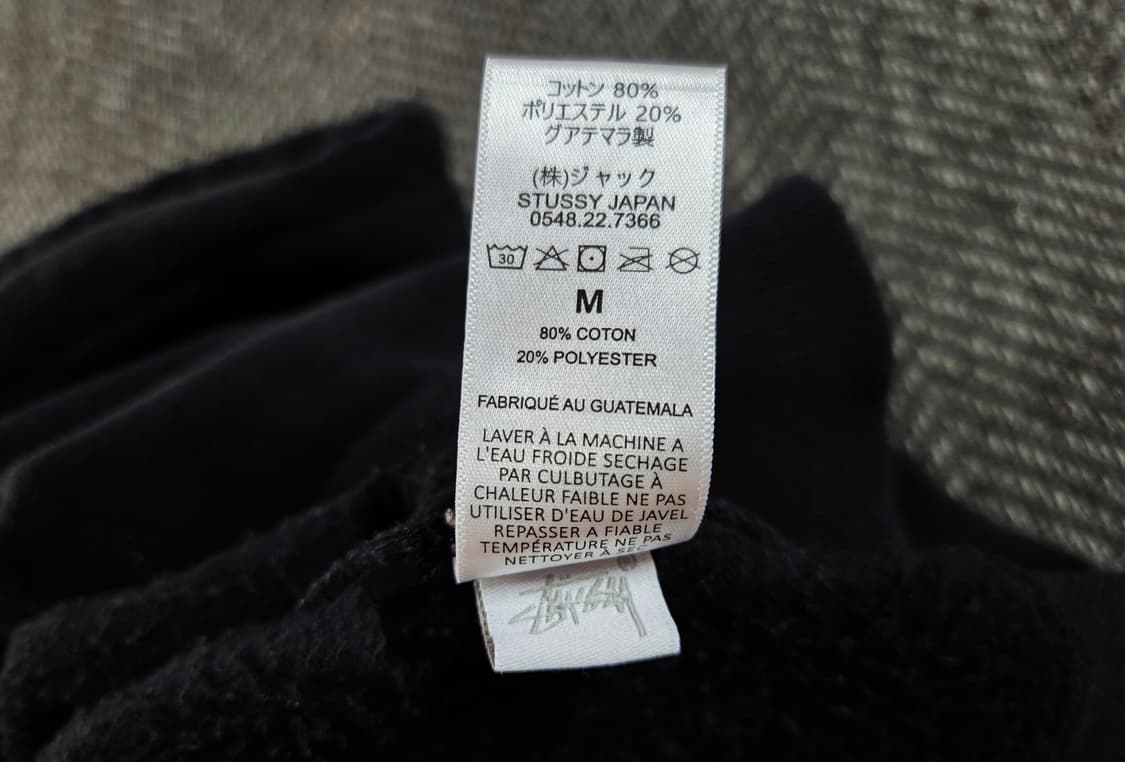 コットン 80%
ポリエステル 20%
グアテマラ製
(株)ジャック
STUSSY JAPAN
0548.22.7366
30
M
80% COTON
20% POLYESTER
FABRIQUÉ AU GUATEMALA
LAVER À LA MACHINE A
L'EAU FROIDE SECHAGE
PAR CULBUTAGE À
CHALEUR FAIBLE NE PAS
UTILISER D'EAU DE JAVEL
REPASSER A FIABLE
TEMPÉRATURE NE PAS
NETTOYER À SEC
Stüssy